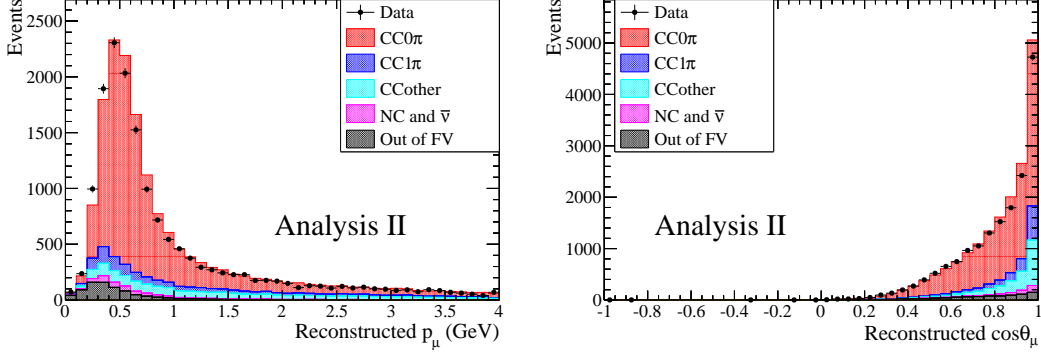 Events
2500
2000
1500
1000
500
0
0 0.5 1 1.5 2 2.5 3 3.5 4
Reconstructed pμ (GeV)
Data
CC0π
CC1π
CCother
NC and ν̅
Out of FV
Analysis II
Events
5000
4000
3000
2000
1000
0
-1 -0.8 -0.6 -0.4 -0.2 0 0.2 0.4 0.6 0.8 1
Reconstructed cosθμ
Data
CC0π
CC1π
CCother
NC and ν̅
Out of FV
Analysis II